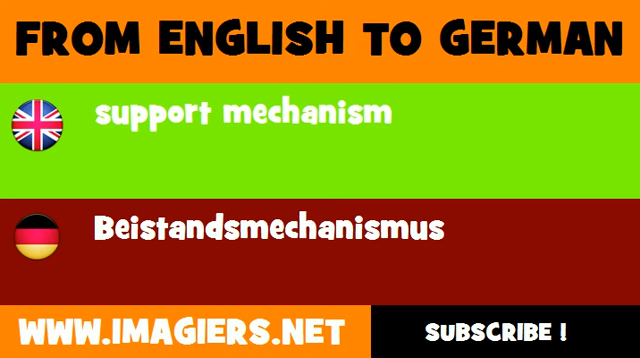 FROM ENGLISH TO GERMAN
support mechanism
Beistandsmechanismus
WWW.IMAGIERS.NET
SUBSCRIBE !